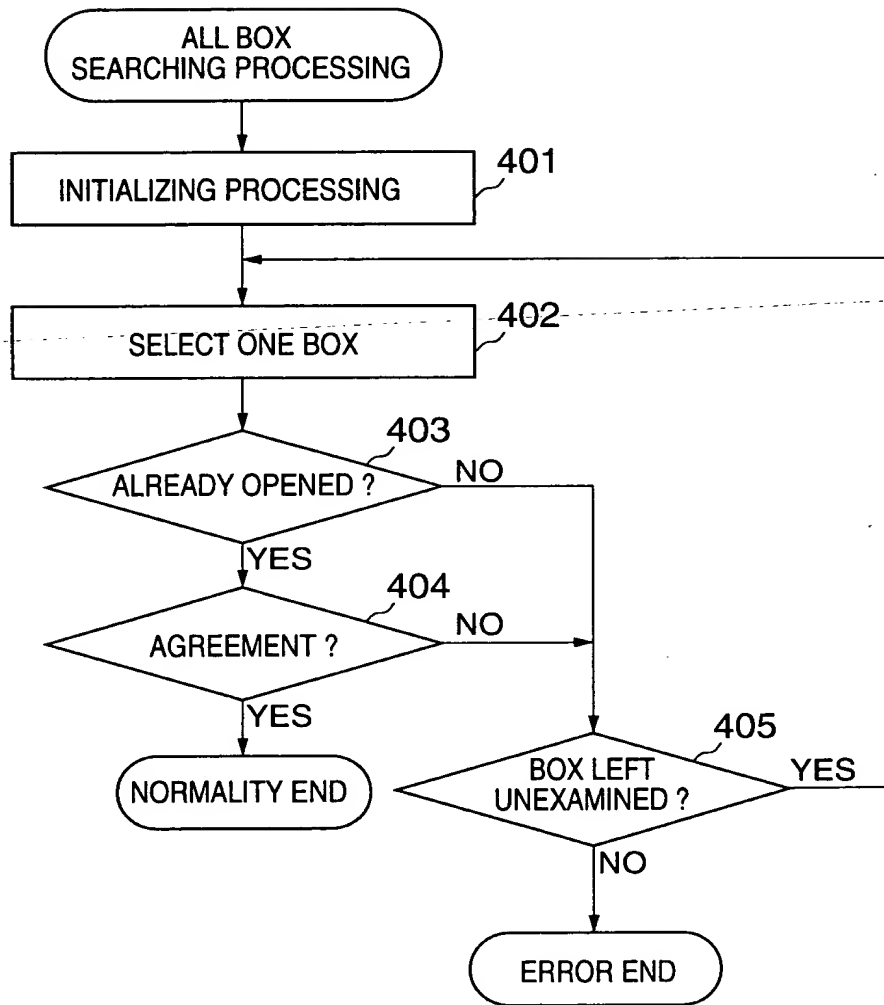 ALL BOX
SEARCHING PROCESSING
INITIALIZING PROCESSING
401
SELECT ONE BOX
402
403
ALREADY OPENED ?
NO
YES
404
AGREEMENT ?
NO
YES
405
NORMALITY END
BOX LEFT
UNEXAMINED ?
YES
NO
ERROR END